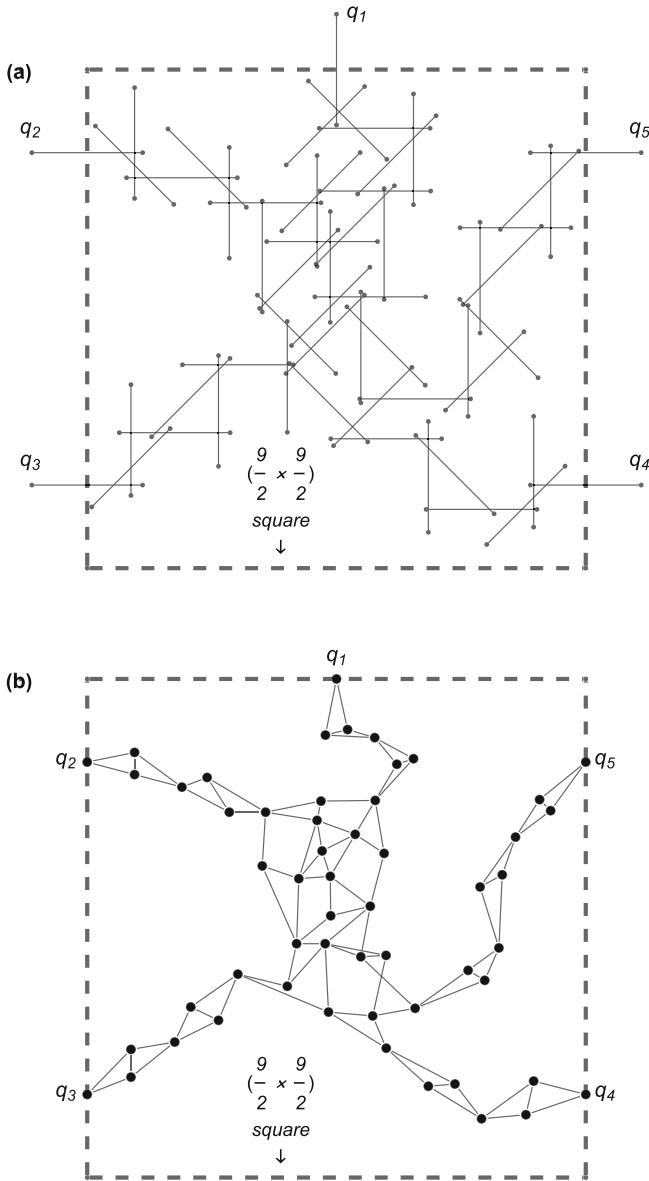 q1
(a)
q2
q5
q3
q4
9 9
( — × — )
2 2
square
↓
q1
(b)
q2
q5
q3
q4
9 9
( — × — )
2 2
square
↓